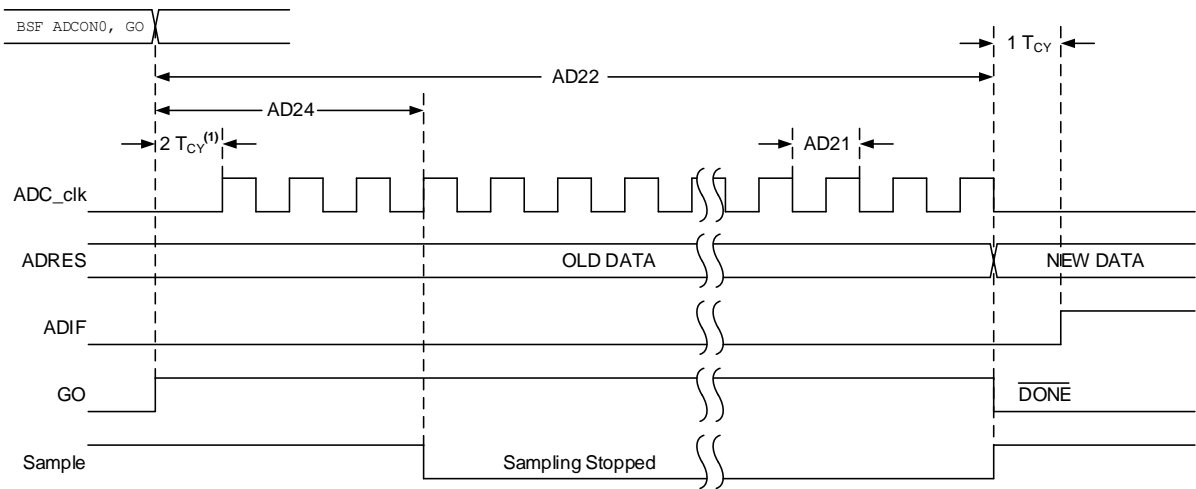 BSF ADCON0, GO
1 TCY
AD22
AD24
2 TCY(1)
AD21
ADC_clk
ADRES
OLD DATA
NEW DATA
ADIF
GO
DONE
Sample
Sampling Stopped